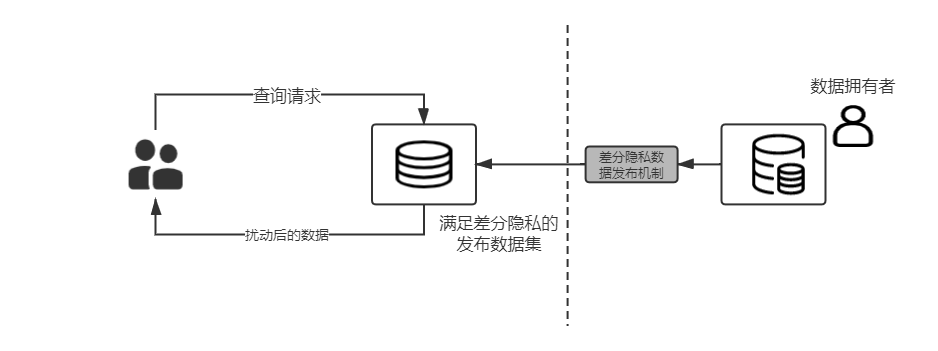 数据拥有者
查询请求
差分隐私数
据发布机制
满足差分隐私的
发布数据集
扰动后的数据